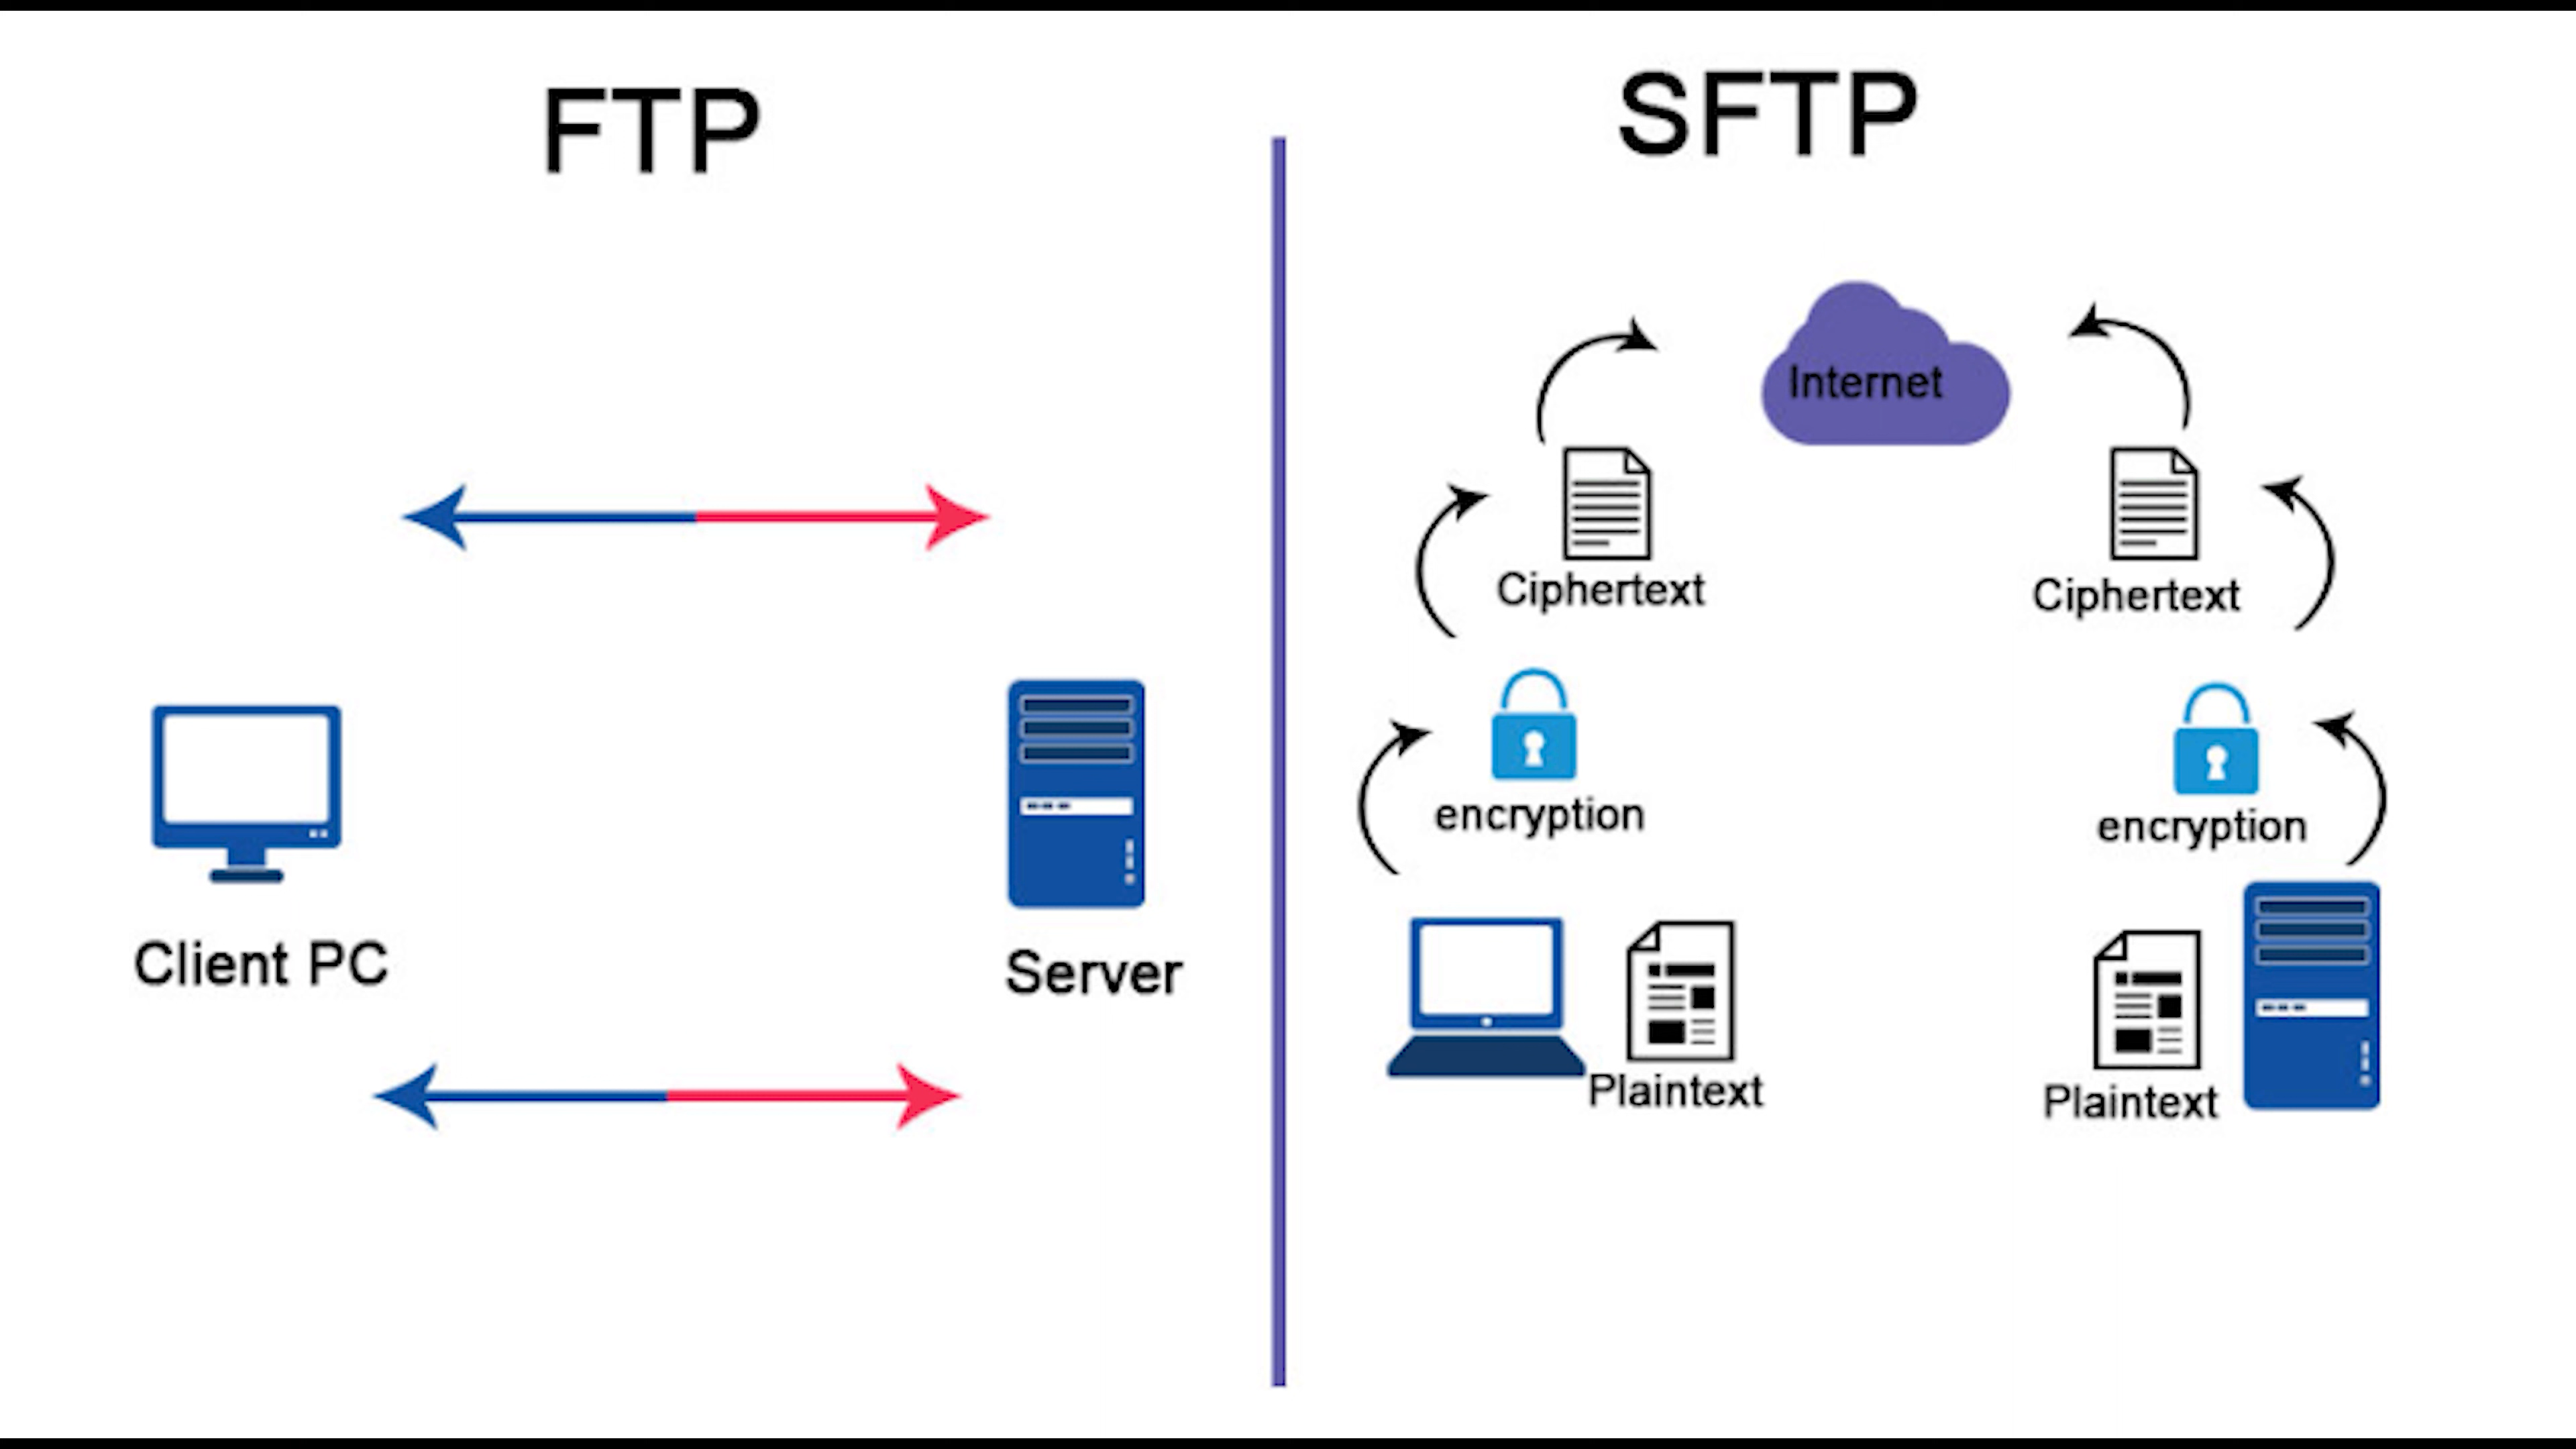 FTP
Client PC
Server
SFTP
Internet
Ciphertext
Ciphertext
encryption
encryption
Plaintext
Plaintext